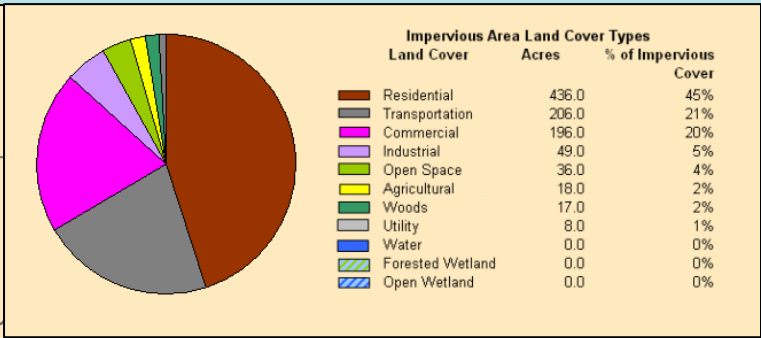 Impervious Area Land Cover Types
Land Cover Acres % of Impervious
Cover
Residential 436.0 45%
Transportation 206.0 21%
Commercial 196.0 20%
Industrial 49.0 5%
Open Space 36.0 4%
Agricultural 18.0 2%
Woods 17.0 2%
Utility 8.0 1%
Water 0.0 0%
Forested Wetland 0.0 0%
Open Wetland 0.0 0%